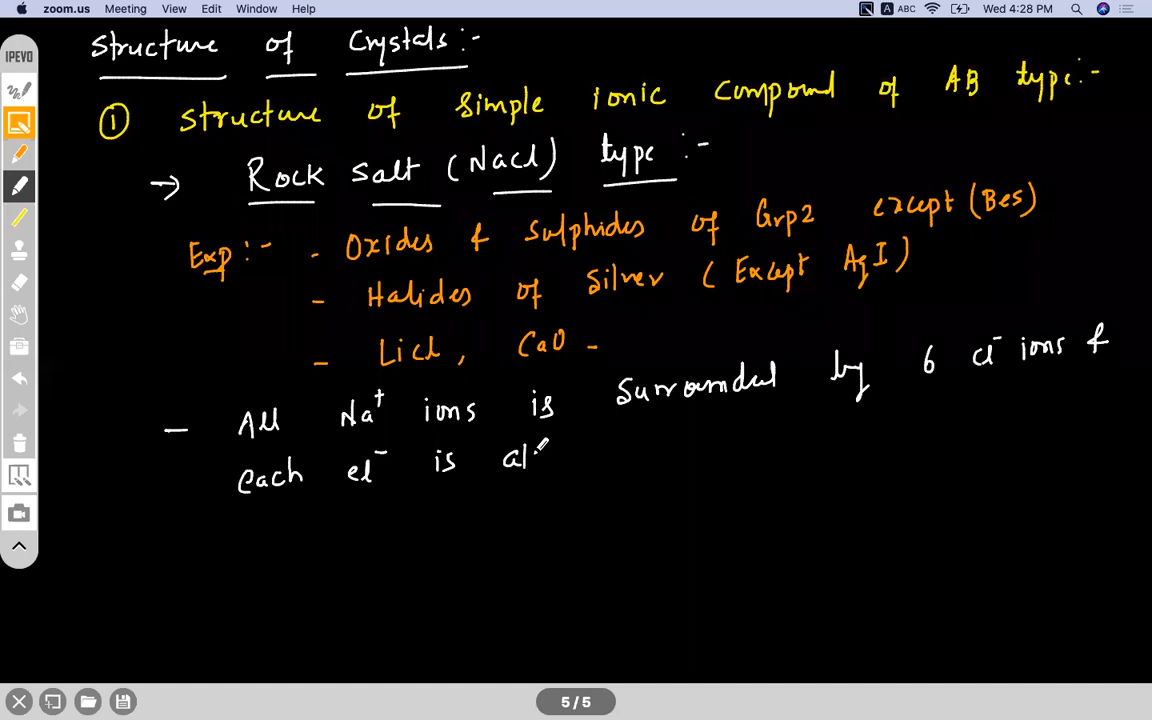 zoom.us Meeting View Edit Window Help A ABC Wed 4:28 PM
IPEVO
Structure of Crystals:-
① Structure of simple ionic compound of AB type:-
→ Rock Salt (NaCl) type :-
Exp:- - Oxides & Sulphides of Grp2 except (BeS)
- Halides of Silver (Except AgI)
- LiCl, CaO -
- All Na⁺ ions is surrounded by 6 Cl⁻ ions &
each Cl⁻ is al
5/5